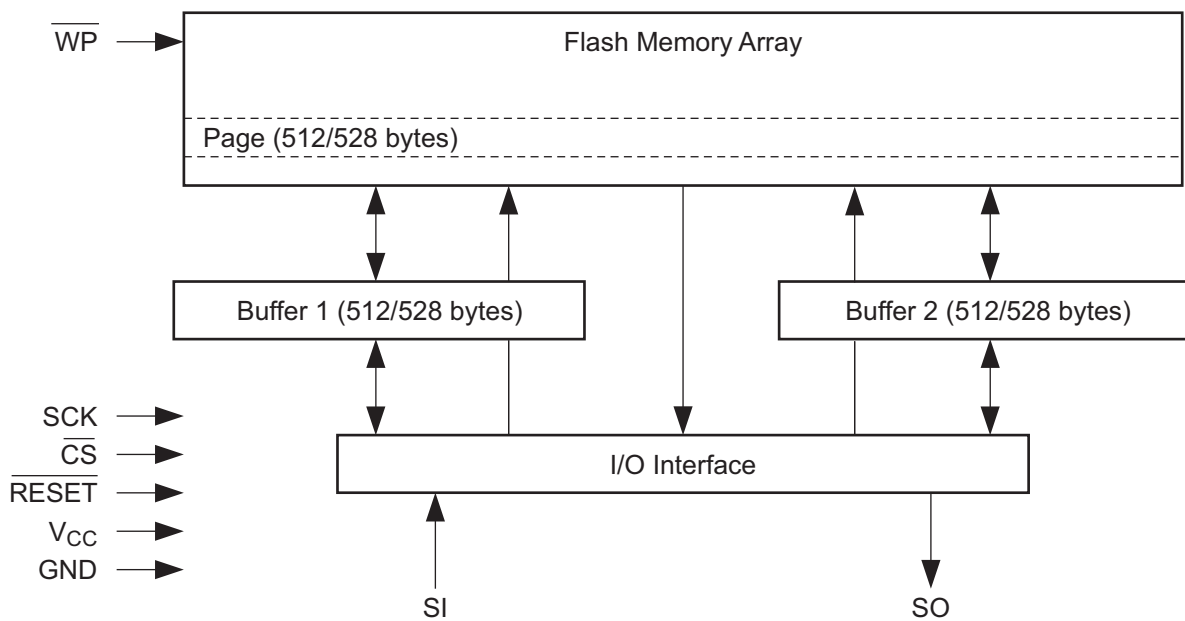 WP
Flash Memory Array
Page (512/528 bytes)
Buffer 1 (512/528 bytes)
Buffer 2 (512/528 bytes)
SCK
CS
RESET
VCC
GND
I/O Interface
SI
SO